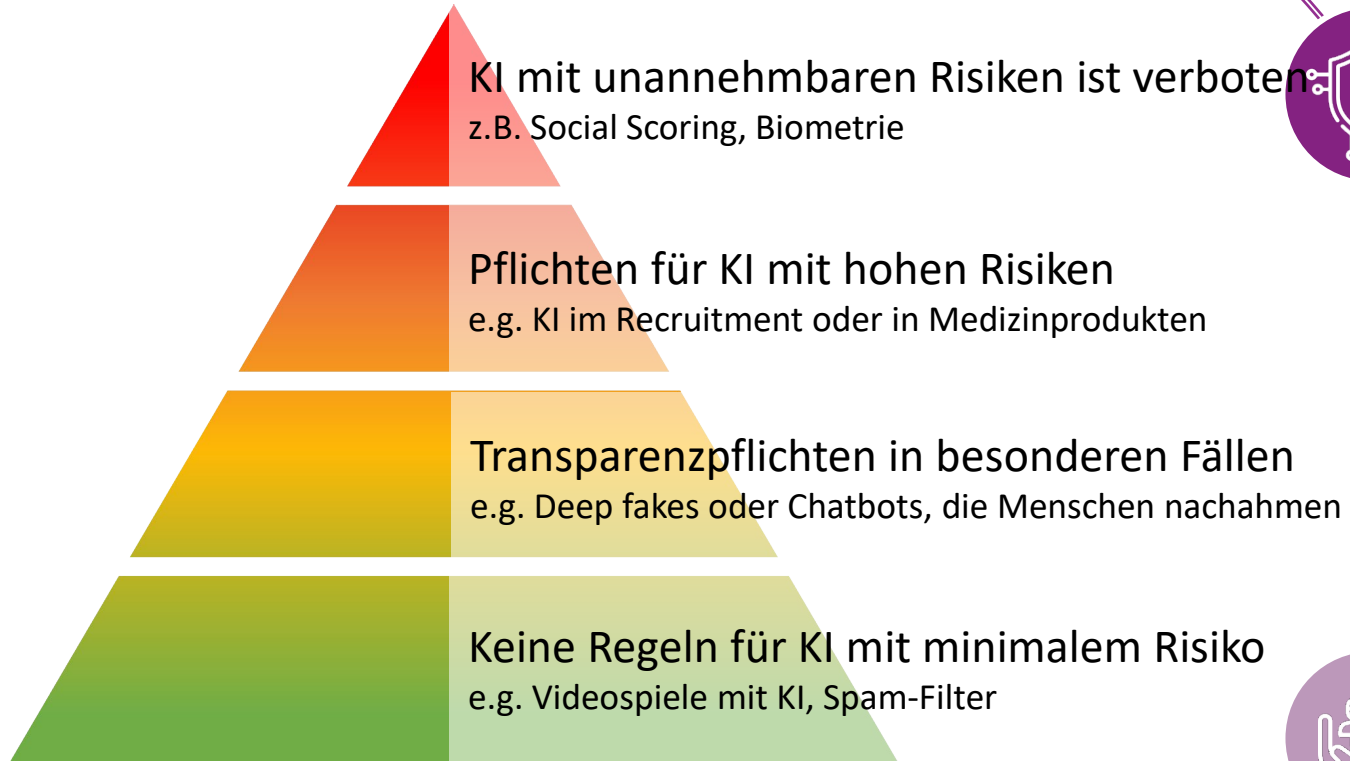 KI mit unannehmbaren Risiken ist verboten
z.B. Social Scoring, Biometrie
Pflichten für KI mit hohen Risiken
e.g. KI im Recruitment oder in Medizinprodukten
Transparenzpflichten in besonderen Fällen
e.g. Deep fakes oder Chatbots, die Menschen nachahmen
Keine Regeln für KI mit minimalem Risiko
e.g. Videospiele mit KI, Spam-Filter